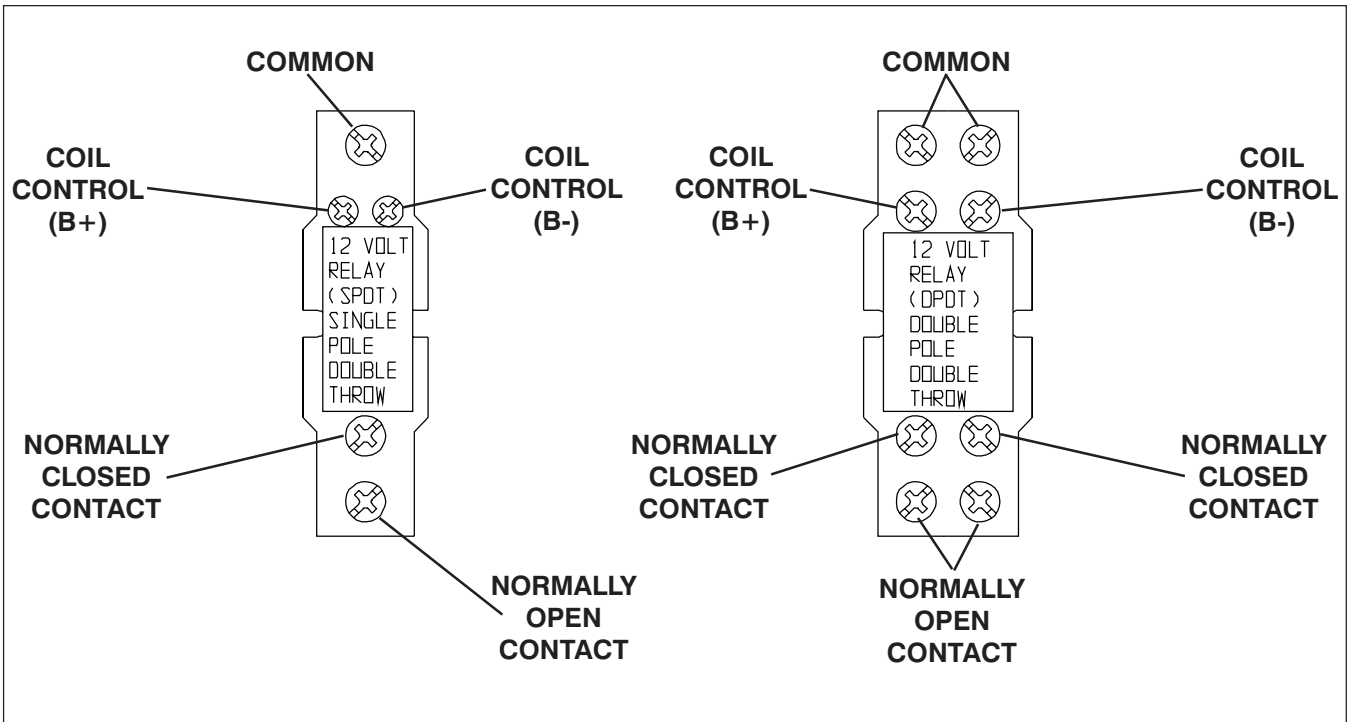 COMMON
COIL
CONTROL
(B+)
COIL
CONTROL
(B-)
12 VOLT
RELAY
(SPDT)
SINGLE
POLE
DOUBLE
THROW
NORMALLY
CLOSED
CONTACT
NORMALLY
OPEN
CONTACT
COMMON
COIL
CONTROL
(B+)
COIL
CONTROL
(B-)
12 VOLT
RELAY
(DPDT)
DOUBLE
POLE
DOUBLE
THROW
NORMALLY
CLOSED
CONTACT
NORMALLY
CLOSED
CONTACT
NORMALLY
OPEN
CONTACT